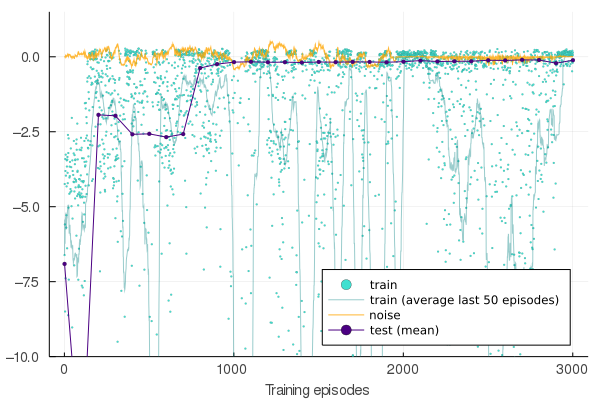 0.0
−2.5
−5.0
−7.5
−10.0
0
1000
2000
3000
Training episodes
train
train (average last 50 episodes)
noise
test (mean)